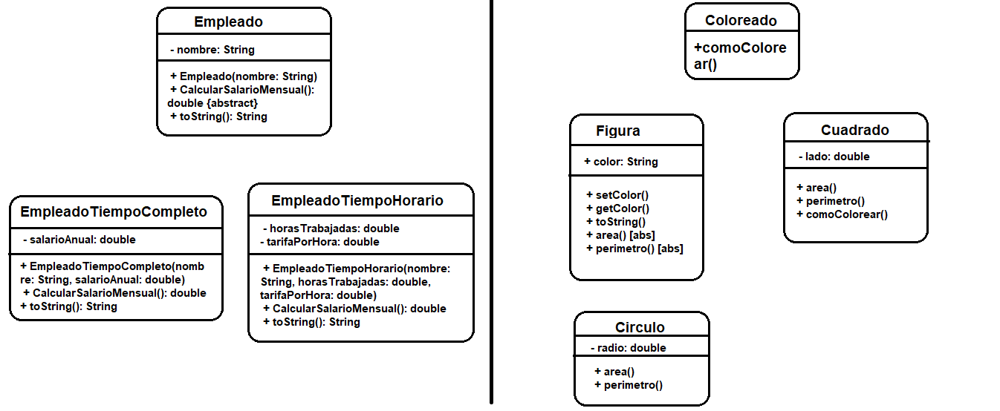 Empleado
- nombre: String
+ Empleado(nombre: String)
+ CalcularSalarioMensual():
double {abstract}
+ toString(): String
EmpleadoTiempoCompleto
- salarioAnual: double
+ EmpleadoTiempoCompleto(nomb
re: String, salarioAnual: double)
+ CalcularSalarioMensual(): double
+ toString(): String
EmpleadoTiempoHorario
- horasTrabajadas: double
- tarifaPorHora: double
+ EmpleadoTiempoHorario(nombre:
String, horasTrabajadas: double,
tarifaPorHora: double)
+ CalcularSalarioMensual(): double
+ toString(): String
Coloreado
+comoColore
ar()
Figura
+ color: String
+ setColor()
+ getColor()
+ toString()
+ area() [abs]
+ perimetro() [abs]
Cuadrado
- lado: double
+ area()
+ perimetro()
+ comoColorear()
Circulo
- radio: double
+ area()
+ perimetro()